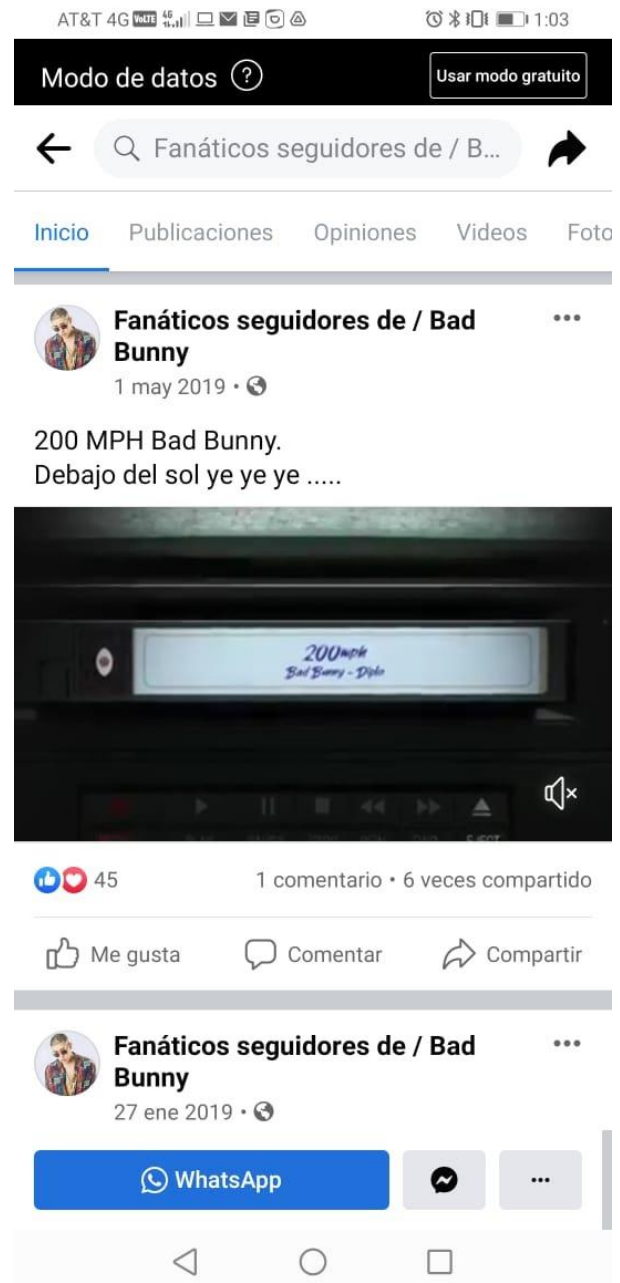 AT&T 4G VoLTE 4G 1:03
Modo de datos ? Usar modo gratuito
Fanáticos seguidores de / B...
Inicio Publicaciones Opiniones Videos Foto
Fanáticos seguidores de / Bad
Bunny
1 may 2019 •
200 MPH Bad Bunny.
Debajo del sol ye ye ye .....
200mph
Bad Bunny - Diplo
EJECT
45 1 comentario • 6 veces compartido
Me gusta Comentar Compartir
Fanáticos seguidores de / Bad
Bunny
27 ene 2019 •
WhatsApp